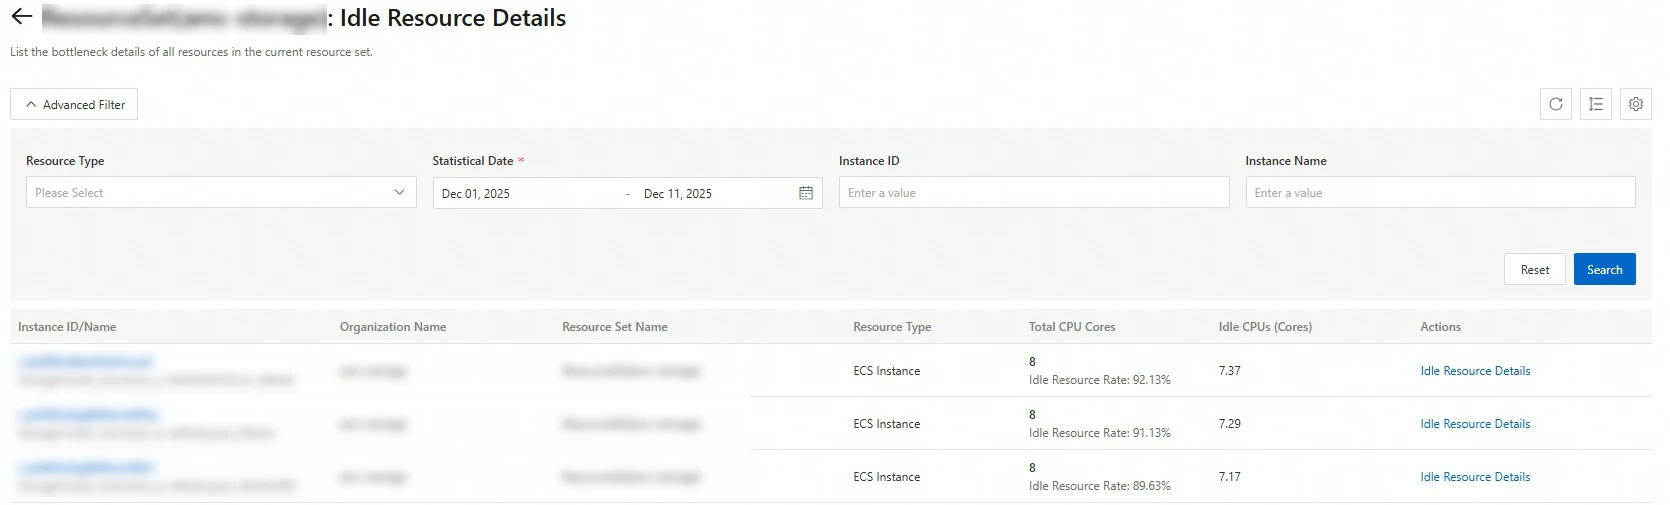 : Idle Resource Details
List the bottleneck details of all resources in the current resource set.
Advanced Filter
Resource Type
Statistical Date *
Instance ID
Instance Name
Please Select
Dec 01, 2025 - Dec 11, 2025
Enter a value
Enter a value
Reset
Search
Instance ID/Name
Organization Name
Resource Set Name
Resource Type
Total CPU Cores
Idle CPUs (Cores)
Actions
ECS Instance
8
Idle Resource Rate: 92.13%
7.37
Idle Resource Details
ECS Instance
8
Idle Resource Rate: 91.13%
7.29
Idle Resource Details
ECS Instance
8
Idle Resource Rate: 89.63%
7.17
Idle Resource Details